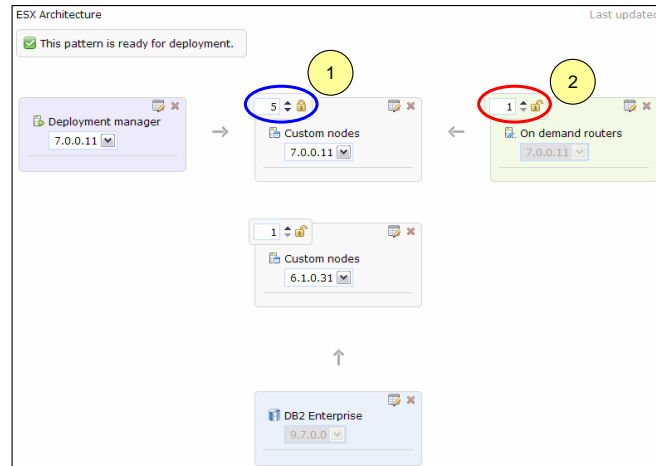 ESX Architecture
Last updated
This pattern is ready for deployment.
1
2
5
1
Deployment manager
7.0.0.11
Custom nodes
7.0.0.11
On demand routers
7.0.0.11
1
Custom nodes
6.1.0.31
DB2 Enterprise
9.7.0.0